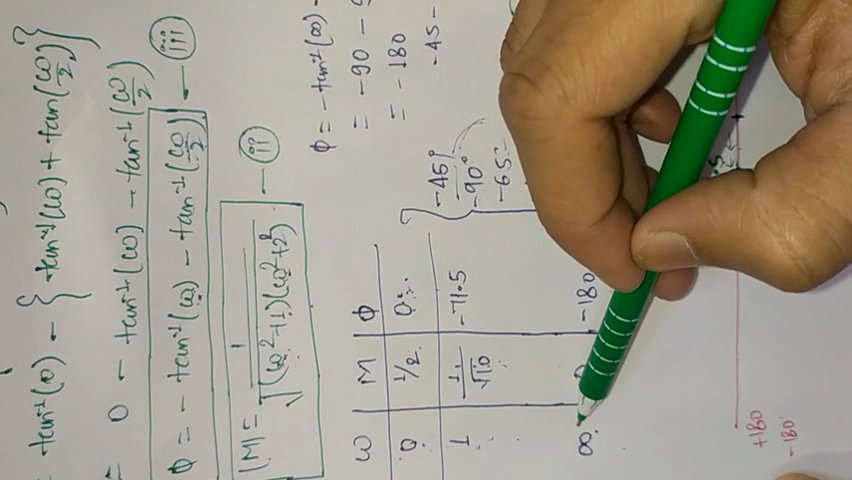 = tan⁻¹(0) - { tan⁻¹(ω) + tan(ω/2) }
= 0 - tan⁻¹(ω) - tan⁻¹(ω/2)
Φ = - tan⁻¹(ω) - tan⁻¹(ω/2) - (iii)
|M| = 1/√((ω²+1)(ω²+2²)) - (ii)
Φ = - tan⁻¹(∞) -
= -90 -
= -180
-45 -
ω M Φ
0 1/2 0
1 1/√10 -71.5
∞ -180
-45°
-90°
-65
+180
-180